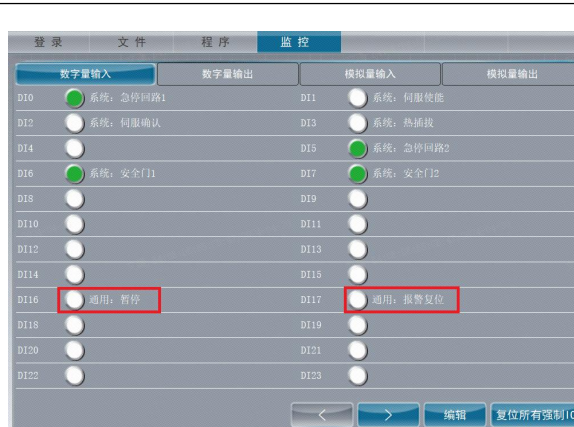 登录 文件 程序 监控
数字量输入 数字量输出 模拟量输入 模拟量输出
DI0 系统: 急停回路1 DI1 系统: 伺服使能
DI2 系统: 伺服确认 DI3 系统: 热插拔
DI4 DI5 系统: 急停回路2
DI6 系统: 安全门1 DI7 系统: 安全门2
DI8 DI9
DI10 DI11
DI12 DI13
DI14 DI15
DI16 通用: 暂停 DI17 通用: 报警复位
DI18 DI19
DI20 DI21
DI22 DI23
< > 编辑 复位所有强制IO